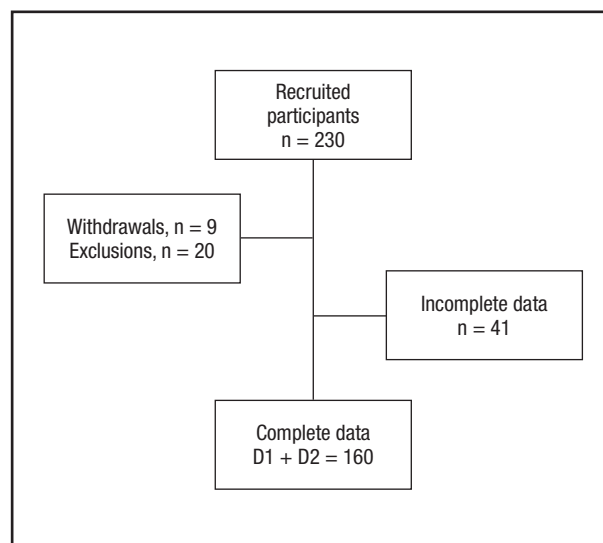 Recruited
participants
n = 230
Withdrawals, n = 9
Exclusions, n = 20
Incomplete data
n = 41
Complete data
D1 + D2 = 160